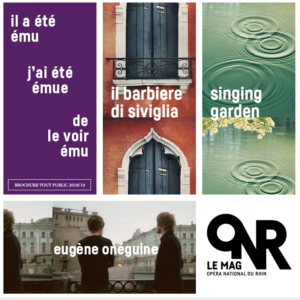 il a été
ému
j'ai été
émue
de
le voir
ému
BROCHURE TOUT PUBLIC 2018/19
il barbiere
di siviglia
singing
garden
eugène onéguine
ONR
LE MAG
OPÉRA NATIONAL DU RHIN